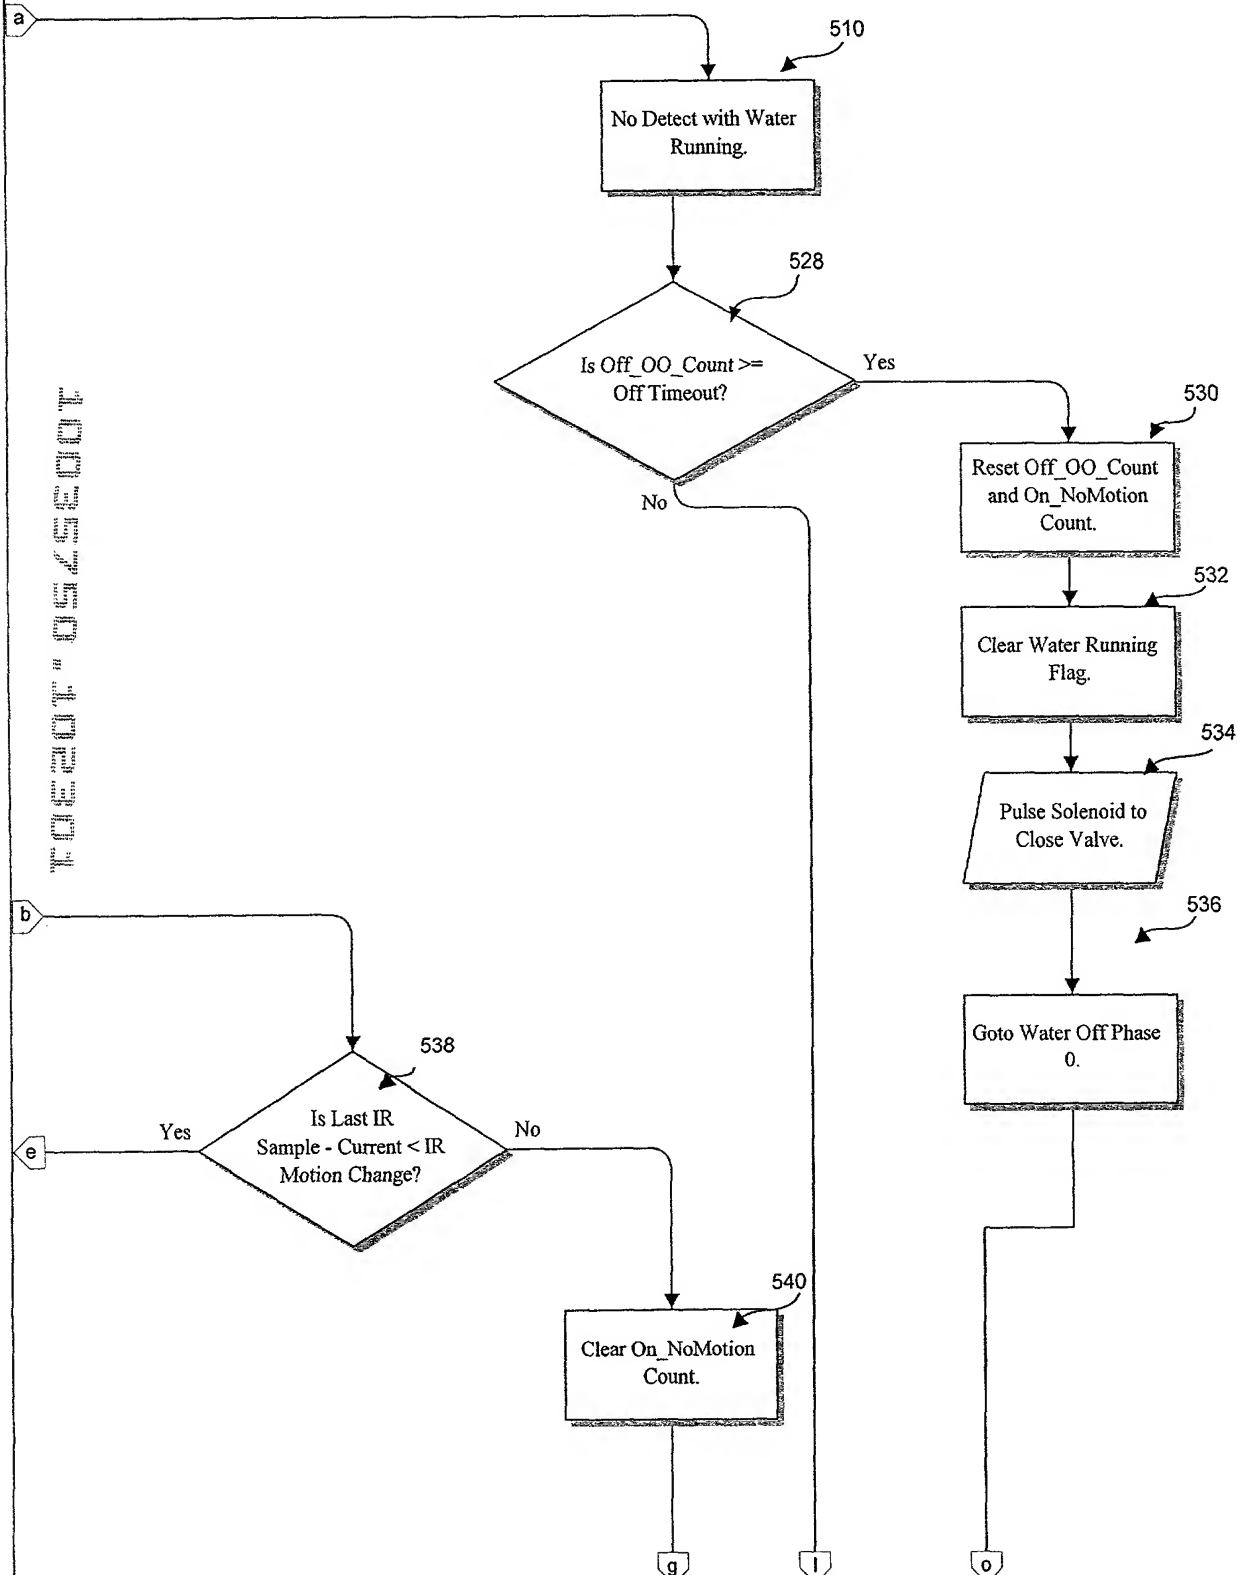 a
510
No Detect with Water
Running.
528
Is Off_OO_Count >=
Off Timeout?
Yes
No
530
Reset Off_OO_Count
and On_NoMotion
Count.
532
Clear Water Running
Flag.
534
Pulse Solenoid to
Close Valve.
536
Goto Water Off Phase
0.
b
538
Is Last IR
Sample - Current < IR
Motion Change?
Yes
No
e
540
Clear On_NoMotion
Count.
g
l
o